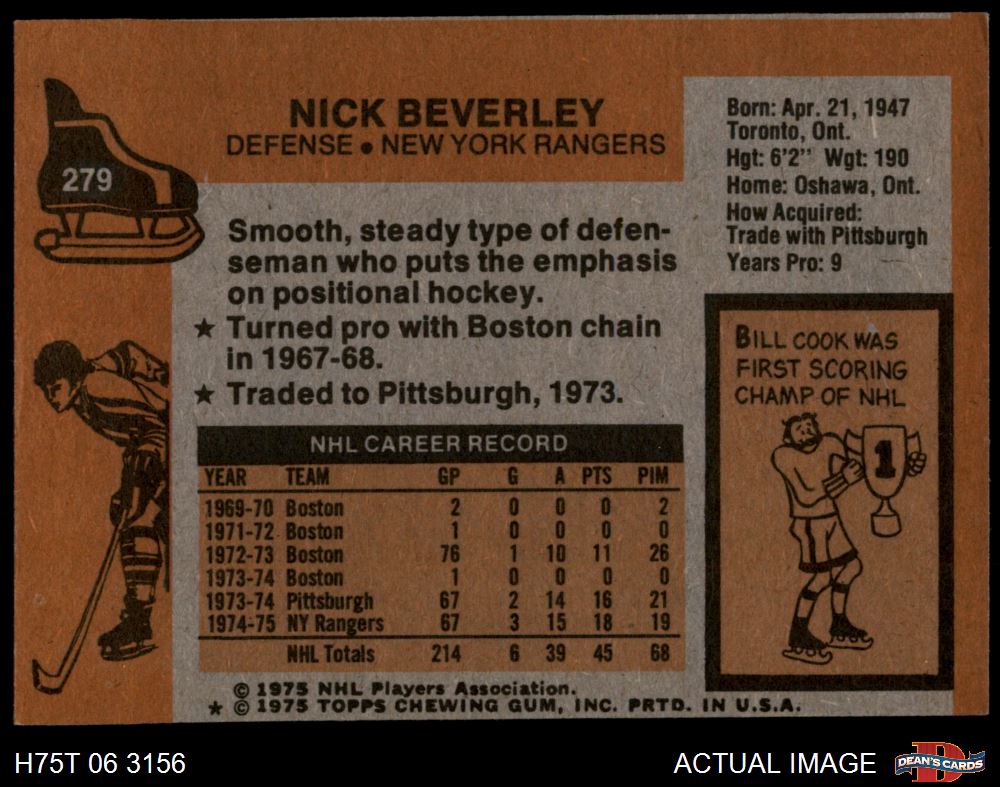 NICK BEVERLEY
DEFENSE • NEW YORK RANGERS
279
Born: Apr. 21, 1947
Toronto, Ont.
Hgt: 6'2" Wgt: 190
Home: Oshawa, Ont.
How Acquired:
Trade with Pittsburgh
Years Pro: 9
Smooth, steady type of defen-
seman who puts the emphasis
on positional hockey.
★ Turned pro with Boston chain
in 1967-68.
★ Traded to Pittsburgh, 1973.
BILL COOK WAS
FIRST SCORING
CHAMP OF NHL
1
NHL CAREER RECORD
YEAR TEAM GP G A PTS PIM
1969-70 Boston 2 0 0 0 2
1971-72 Boston 1 0 0 0 0
1972-73 Boston 76 1 10 11 26
1973-74 Boston 1 0 0 0 0
1973-74 Pittsburgh 67 2 14 16 21
1974-75 NY Rangers 67 3 15 18 19
NHL Totals 214 6 39 45 68
© 1975 NHL Players Association.
★ © 1975 TOPPS CHEWING GUM, INC. PRTD. IN U.S.A.
H75T 06 3156
ACTUAL IMAGE
D
DEAN'S CARDS